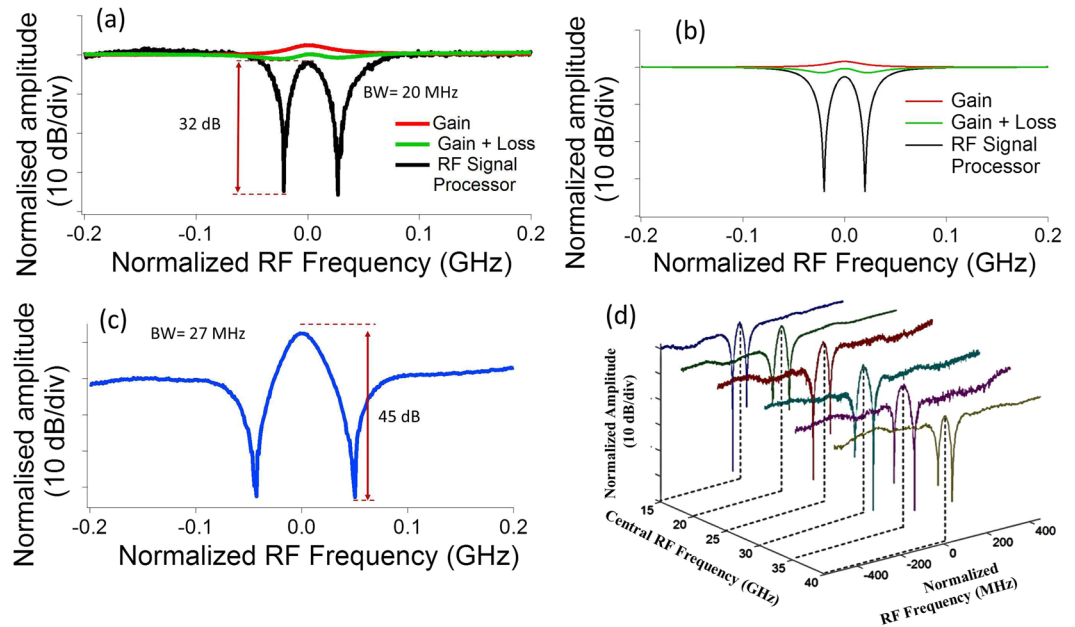 (a)
Normalised amplitude
(10 dB/div)
32 dB
BW= 20 MHz
Gain
Gain + Loss
RF Signal
Processor
-0.2
-0.1
0.0
0.1
0.2
Normalized RF Frequency (GHz)
(b)
Normalized amplitude
(10 dB/div)
Gain
Gain + Loss
RF Signal
Processor
-0.2
-0.1
0.0
0.1
0.2
Normalized RF Frequency (GHz)
(c)
Normalised amplitude
(10 dB/div)
BW= 27 MHz
45 dB
-0.2
-0.1
0.0
0.1
0.2
Normalized RF Frequency (GHz)
(d)
Normalized Amplitude
(10 dB/div)
15
20
25
30
35
40
Central RF Frequency (GHz)
-400
-200
0
200
400
Normalized
RF Frequency (MHz)